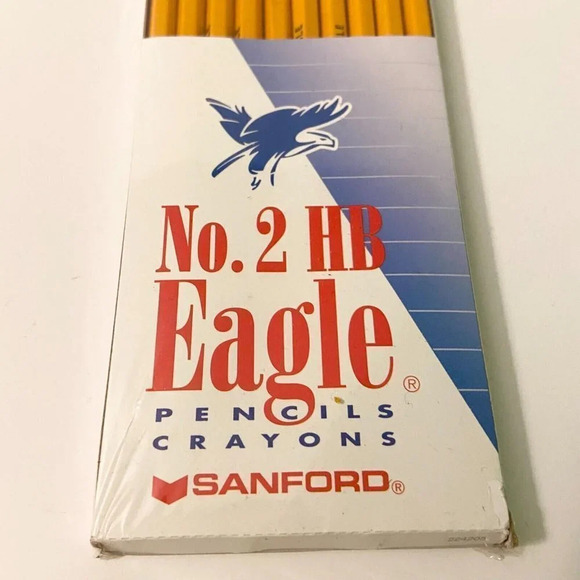 No. 2 HB
Eagle®
PENCILS
CRAYONS
SANFORD®